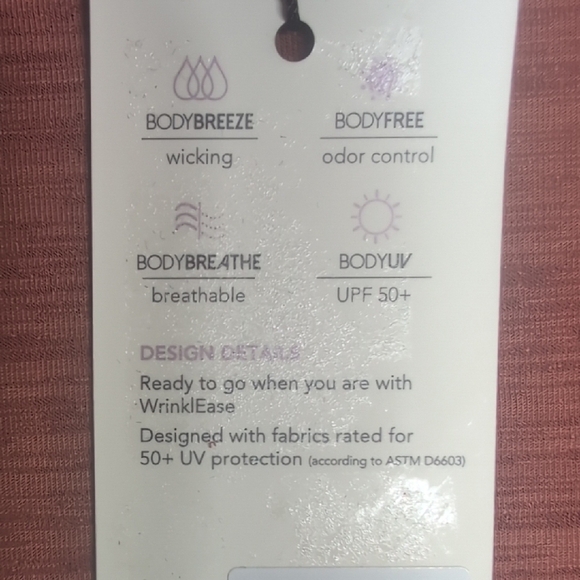 BODYBREEZE
wicking
BODYFREE
odor control
BODYBREATHE
breathable
BODYUV
UPF 50+
DESIGN DETAILS
Ready to go when you are with
WrinklEase
Designed with fabrics rated for
50+ UV protection (according to ASTM D6603)